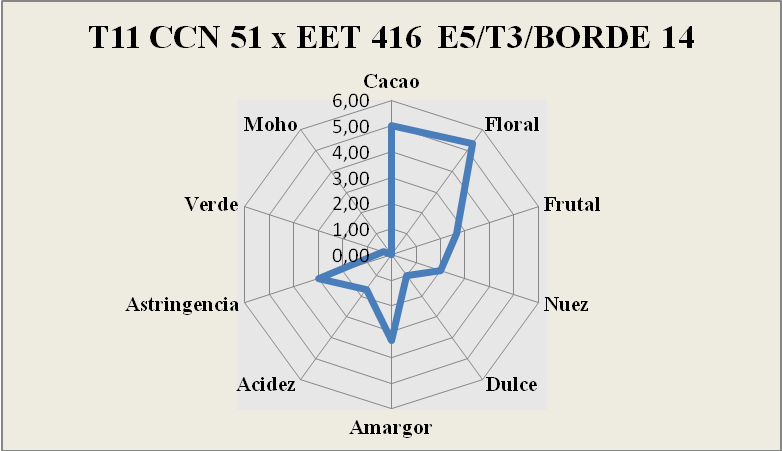 T11 CCN 51 x EET 416 E5/T3/BORDE 14
Cacao
6,00
Moho
Floral
5,00
4,00
3,00
Verde
2,00
Frutal
1,00
0,00
Astringencia
Nuez
Acidez
Dulce
Amargor